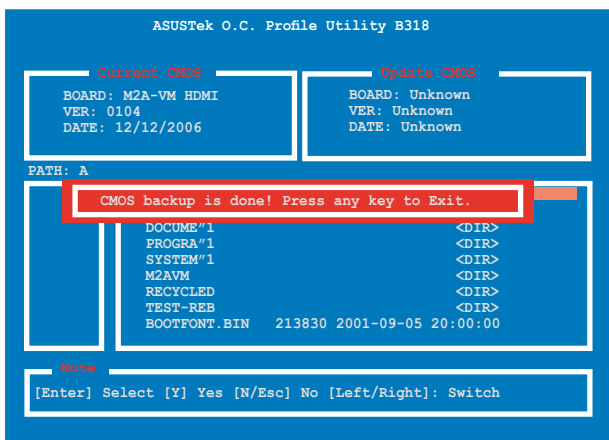 ASUSTek O.C. Profile Utility B318
Current CMOS
BOARD: M2A-VM HDMI
VER: 0104
DATE: 12/12/2006
Update CMOS
BOARD: Unknown
VER: Unknown
DATE: Unknown
PATH: A
CMOS backup is done! Press any key to Exit.
DOCUME"1 <DIR>
PROGRA"1 <DIR>
SYSTEM"1 <DIR>
M2AVM <DIR>
RECYCLED <DIR>
TEST-REB <DIR>
BOOTFONT.BIN 213830 2001-09-05 20:00:00
Note
[Enter] Select [Y] Yes [N/Esc] No [Left/Right]: Switch